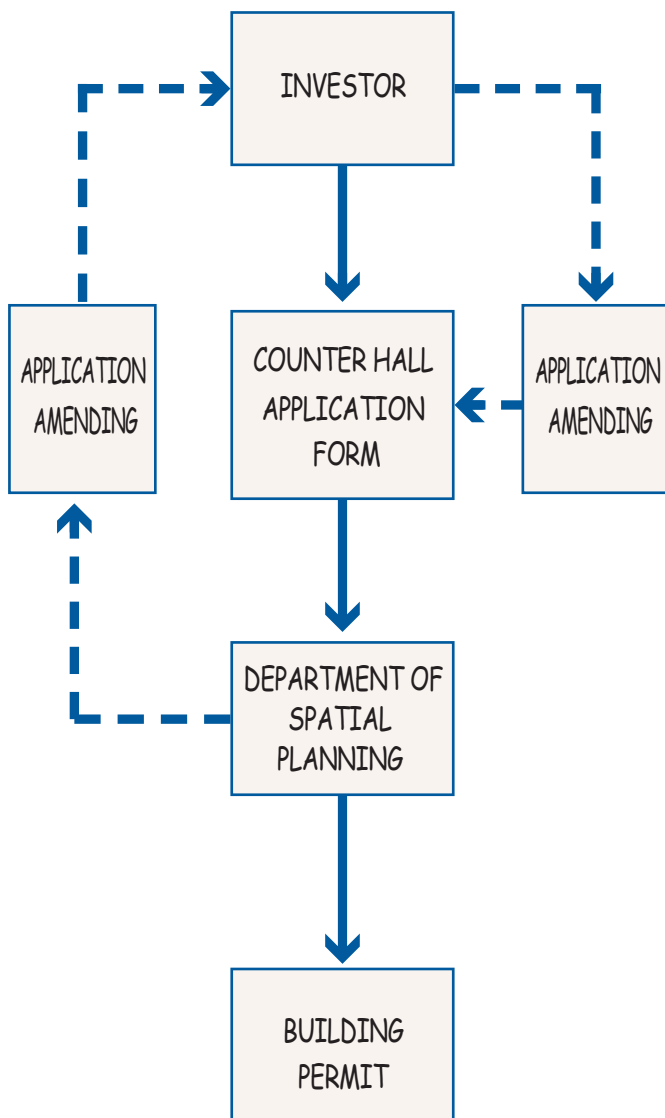 INVESTOR
APPLICATION
AMENDING
COUNTER HALL
APPLICATION
FORM
APPLICATION
AMENDING
DEPARTMENT OF
SPATIAL
PLANNING
BUILDING
PERMIT